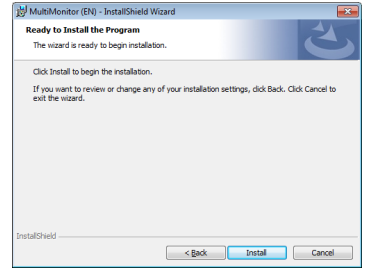 MultiMonitor (EN) - InstallShield Wizard
Ready to Install the Program
The wizard is ready to begin installation.
Click Install to begin the installation.
If you want to review or change any of your installation settings, click Back. Click Cancel to
exit the wizard.
InstallShield
< Back
Install
Cancel